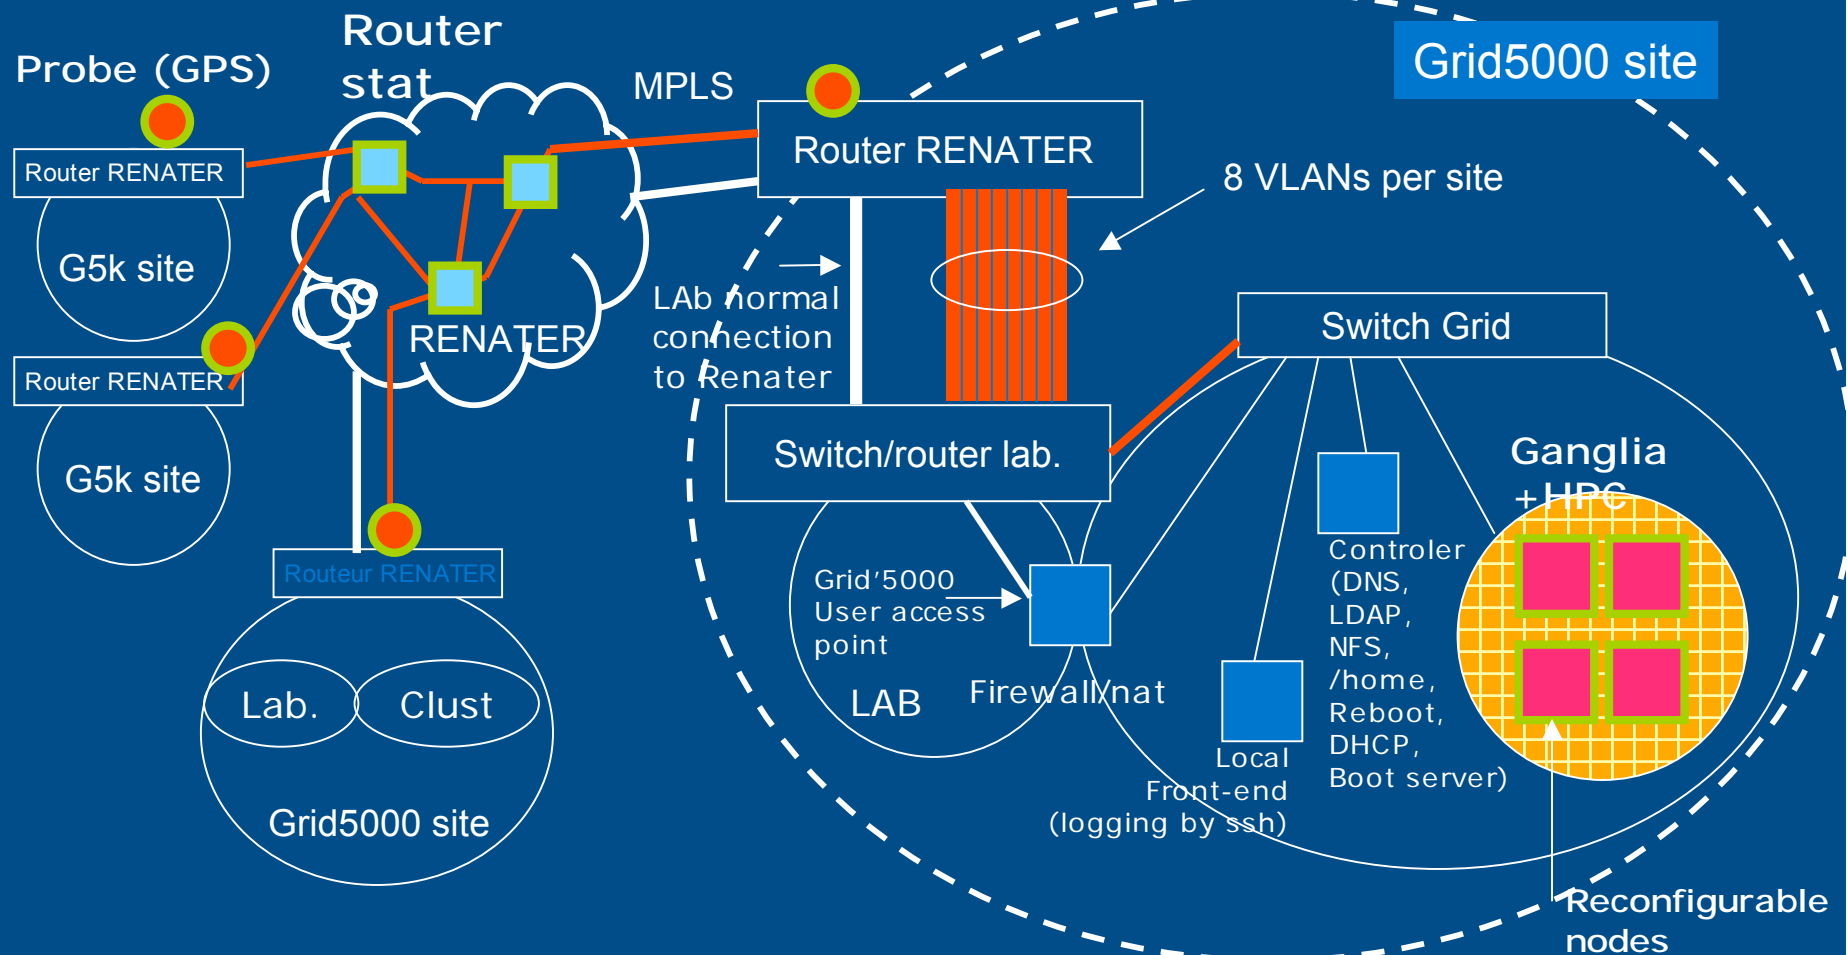 Router
stat
Probe (GPS)
MPLS
Grid5000 site
Router RENATER
Router RENATER
8 VLANs per site
G5k site
LAb normal
connection
to Renater
RENATER
Switch Grid
Router RENATER
G5k site
Switch/router lab.
Ganglia
+HPC
Routeur RENATER
Grid'5000
User access
point
Controler
(DNS,
LDAP,
NFS,
/home,
Reboot,
DHCP,
Boot server)
Lab.
Clust
LAB
Firewall/nat
Local
Front-end
(logging by ssh)
Grid5000 site
Reconfigurable
nodes